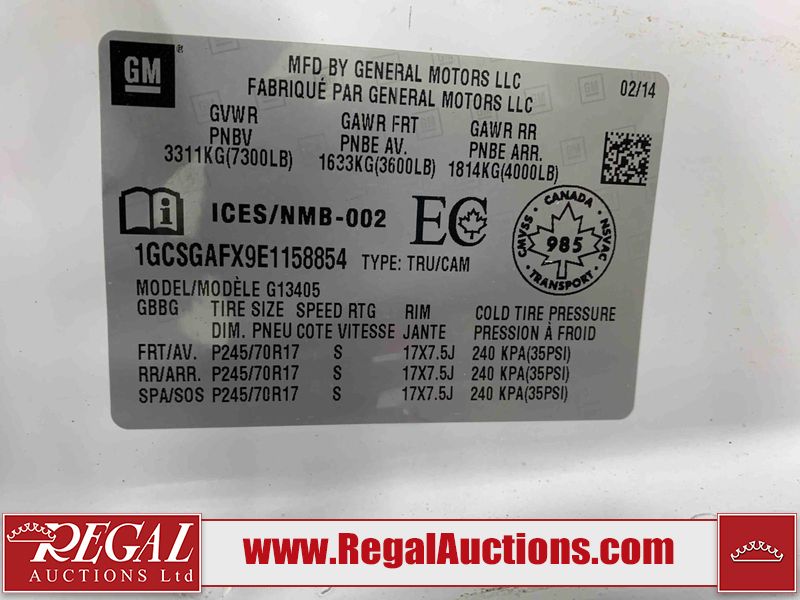 GM ®
MFD BY GENERAL MOTORS LLC
FABRIQUÉ PAR GENERAL MOTORS LLC
02/14
GVWR GAWR FRT GAWR RR
PNBV PNBE AV. PNBE ARR.
3311KG(7300LB) 1633KG(3600LB) 1814KG(4000LB)
i ICES/NMB-002 EC
CANADA
CMVSS 985 NSVAC
TRANSPORT
1GCSGAFX9E1158854 TYPE: TRU/CAM
MODEL/MODÈLE G13405
GBBG TIRE SIZE SPEED RTG RIM COLD TIRE PRESSURE
DIM. PNEU COTE VITESSE JANTE PRESSION À FROID
FRT/AV. P245/70R17 S 17X7.5J 240 KPA(35PSI)
RR/ARR. P245/70R17 S 17X7.5J 240 KPA(35PSI)
SPA/SOS P245/70R17 S 17X7.5J 240 KPA(35PSI)
REGAL
AUCTIONS Ltd
www.RegalAuctions.com